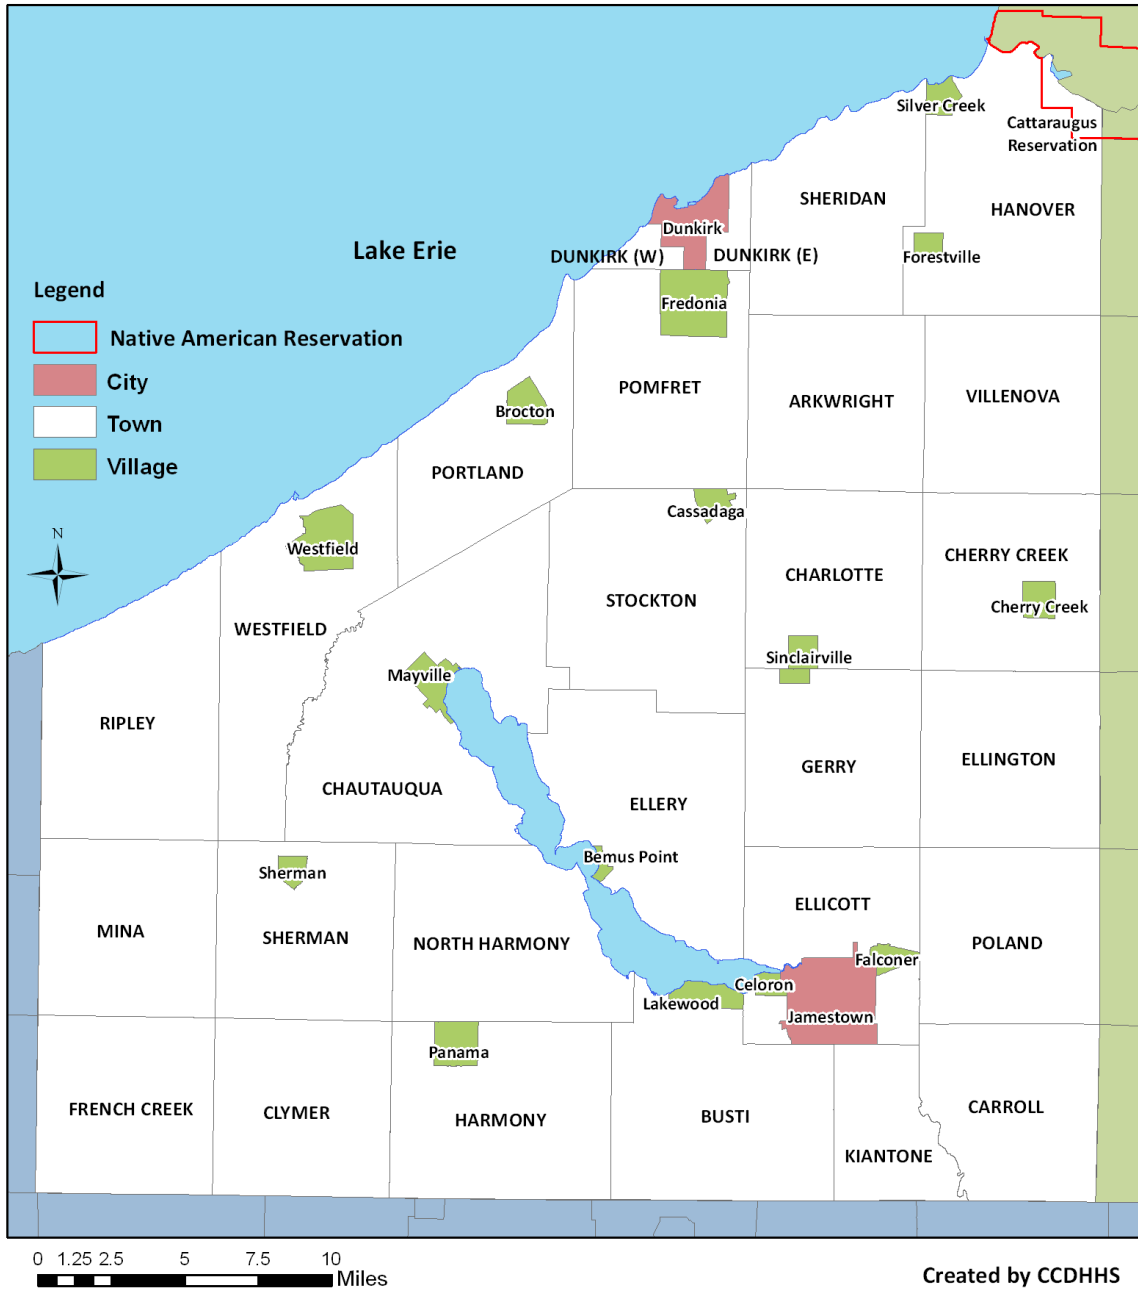 Silver Creek
Cattaraugus
Reservation
SHERIDAN
HANOVER
Dunkirk
Lake Erie
DUNKIRK (W)
DUNKIRK (E)
Forestville
Legend
Native American Reservation
City
Town
Village
Fredonia
POMFRET
ARKWRIGHT
VILLENOVA
Brocton
PORTLAND
Cassadaga
N
Westfield
CHERRY CREEK
CHARLOTTE
STOCKTON
Cherry Creek
WESTFIELD
Sinclairville
Mayville
RIPLEY
ELLINGTON
GERRY
CHAUTAUQUA
ELLERY
Bemus Point
Sherman
ELLICOTT
MINA
SHERMAN
NORTH HARMONY
POLAND
Falconer
Celoron
Lakewood
Jamestown
Panama
FRENCH CREEK
CLYMER
HARMONY
BUSTI
CARROLL
KIANTONE
0 1.25 2.5 5 7.5 10
Miles
Created by CCDHHS